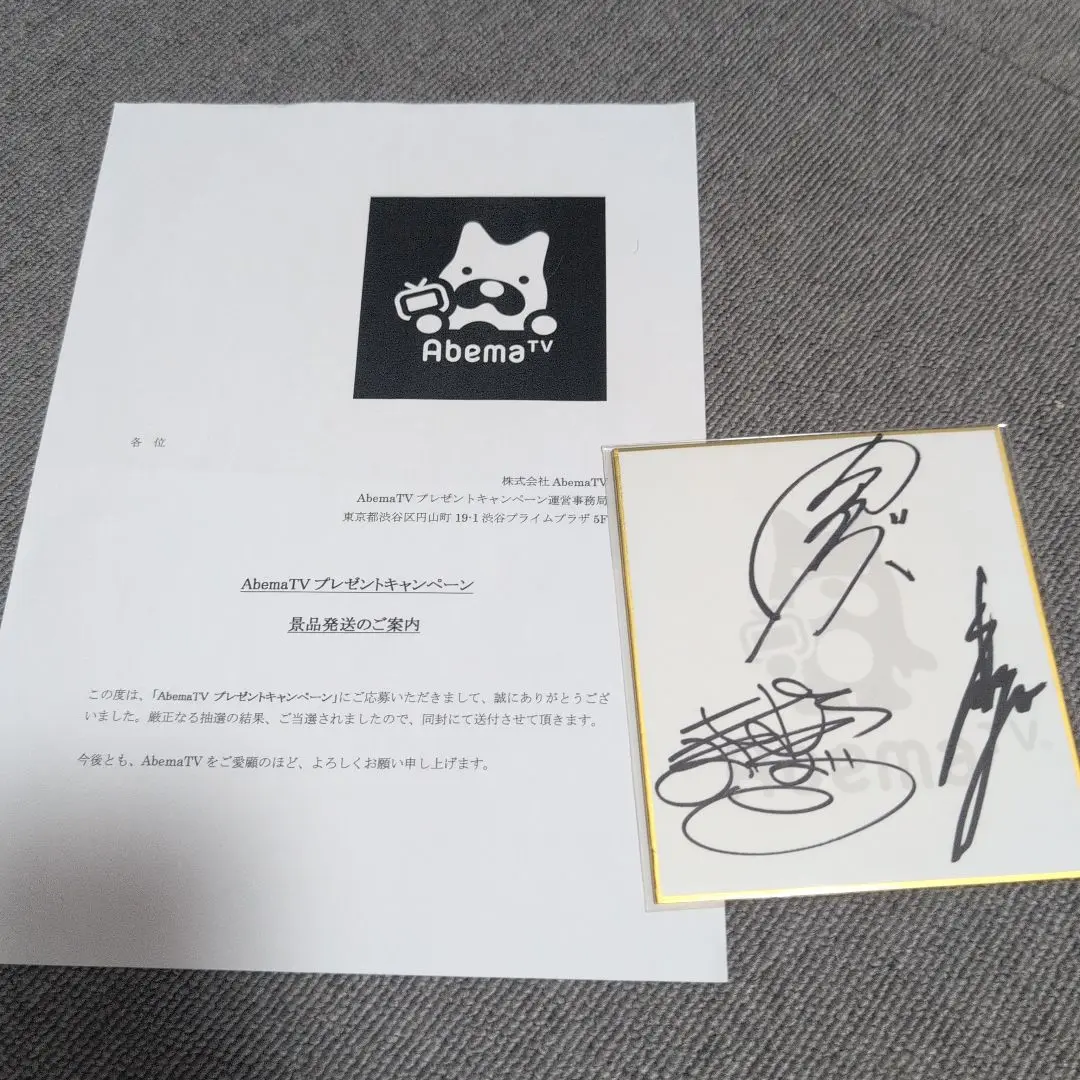 AbemaTV
各 位
株式会社 AbemaTV
AbemaTV プレゼントキャンペーン運営事務局
東京都渋谷区円山町 19-1 渋谷プライムプラザ 5F
AbemaTV プレゼントキャンペーン
景品発送のご案内
この度は、「AbemaTV プレゼントキャンペーン」にご応募いただきまして、誠にありがとうござ
いました。厳正なる抽選の結果、ご当選されましたので、同封にて送付させて頂きます。
今後とも、AbemaTV をご愛顧のほど、よろしくお願い申し上げます。
AbemaTV